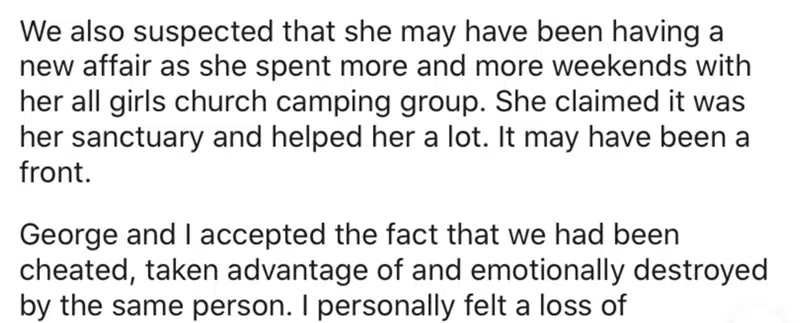 We also suspected that she may have been having a
new affair as she spent more and more weekends with
her all girls church camping group. She claimed it was
her sanctuary and helped her a lot. It may have been a
front.
George and I accepted the fact that we had been
cheated, taken advantage of and emotionally destroyed
by the same person. I personally felt a loss of